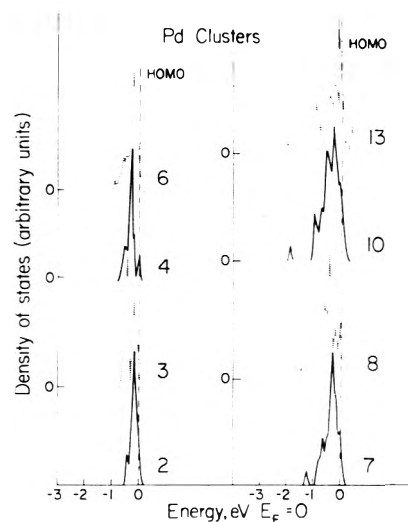 Pd Clusters
HOMO
HOMO
Density of states (arbitrary units)
0
6
0
4
0
3
2
0
13
0
10
0
8
7
-3 -2 -1 0
-3 -2 -1 0
Energy, eV E_F = 0